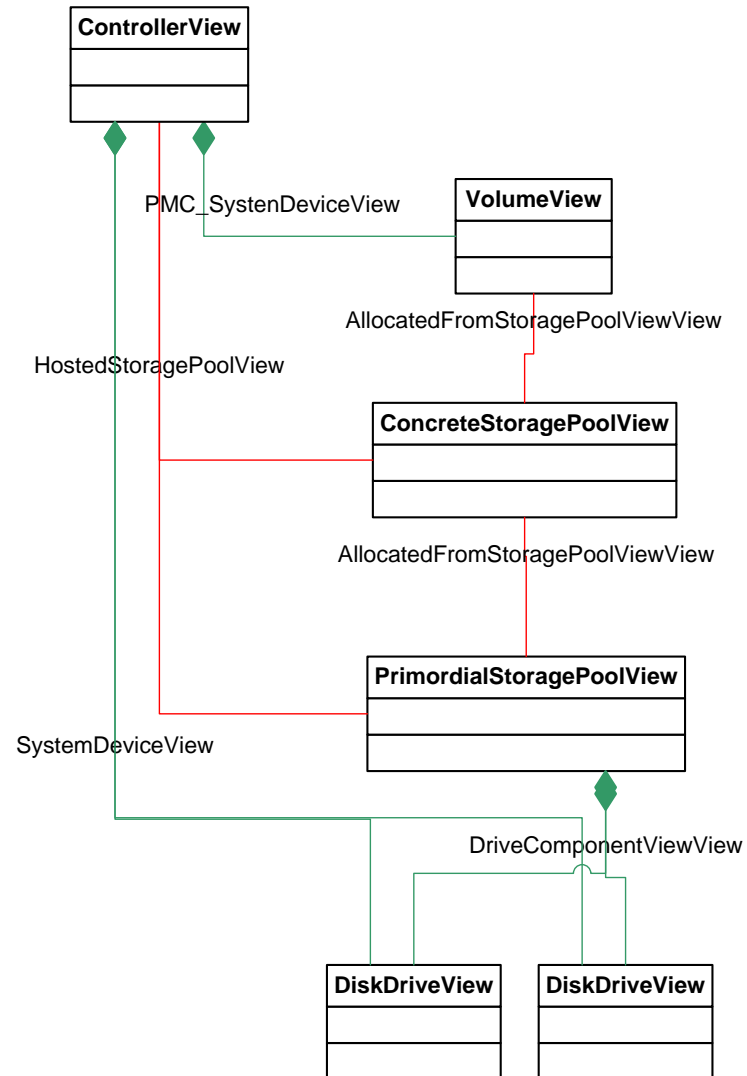 ControllerView
PMC_SystenDeviceView
VolumeView
AllocatedFromStoragePoolViewView
HostedStoragePoolView
ConcreteStoragePoolView
AllocatedFromStoragePoolViewView
PrimordialStoragePoolView
SystemDeviceView
DriveComponentViewView
DiskDriveView
DiskDriveView